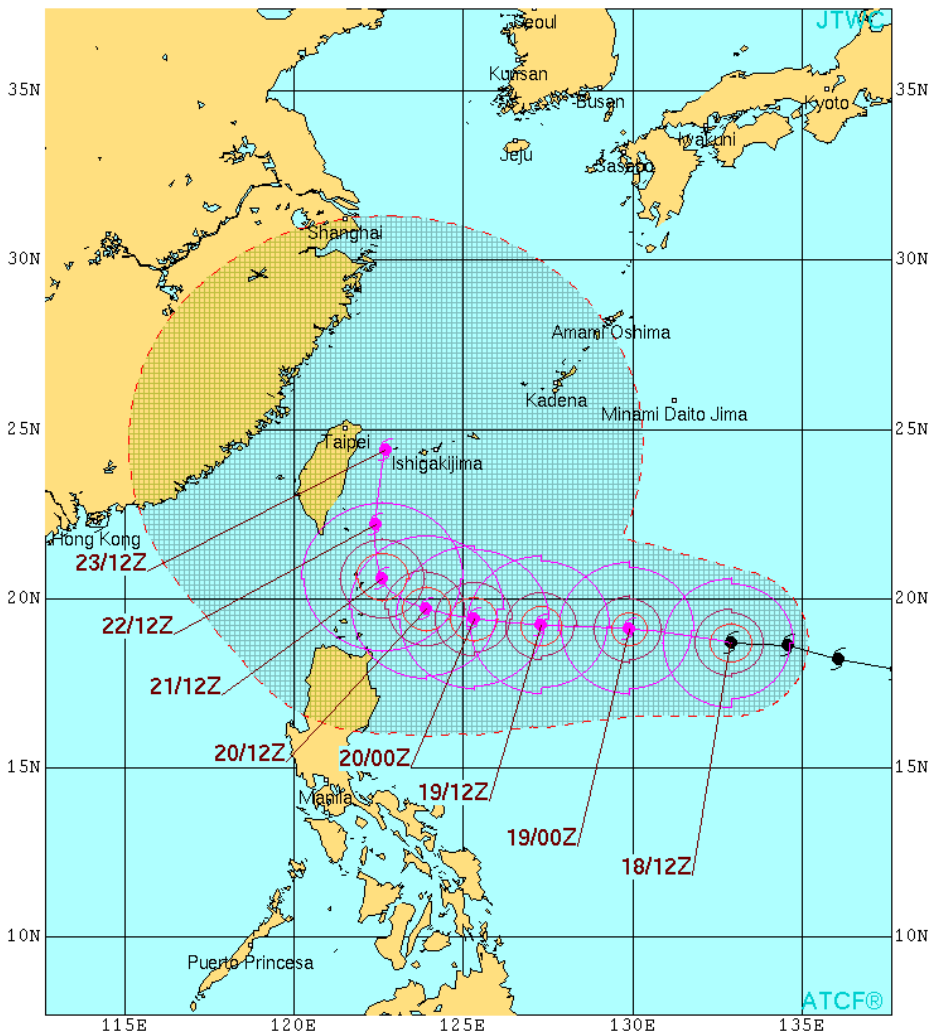 JTWC
Seoul
Kunsan
Busan
Kyoto
35N
35N
Iwakuni
Jeju
Sasebo
Shanghai
30N
30N
Amami Oshima
Kadena
Minami Daito Jima
25N
25N
Taipei
Ishigakijima
Hong Kong
23/12Z
20N
20N
22/12Z
21/12Z
20/12Z
20/00Z
15N
15N
19/12Z
Manila
19/00Z
18/12Z
10N
10N
Puerto Princesa
ATCF®
115E
120E
125E
130E
135E